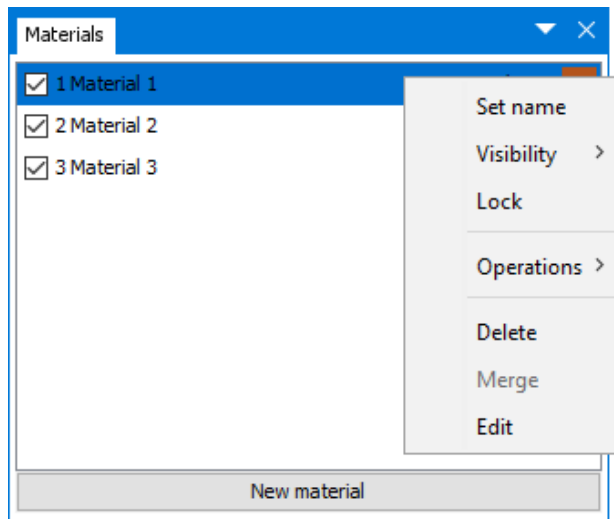 Materials
1 Material 1
2 Material 2
3 Material 3
Set name
Visibility
Lock
Operations
Delete
Merge
Edit
New material